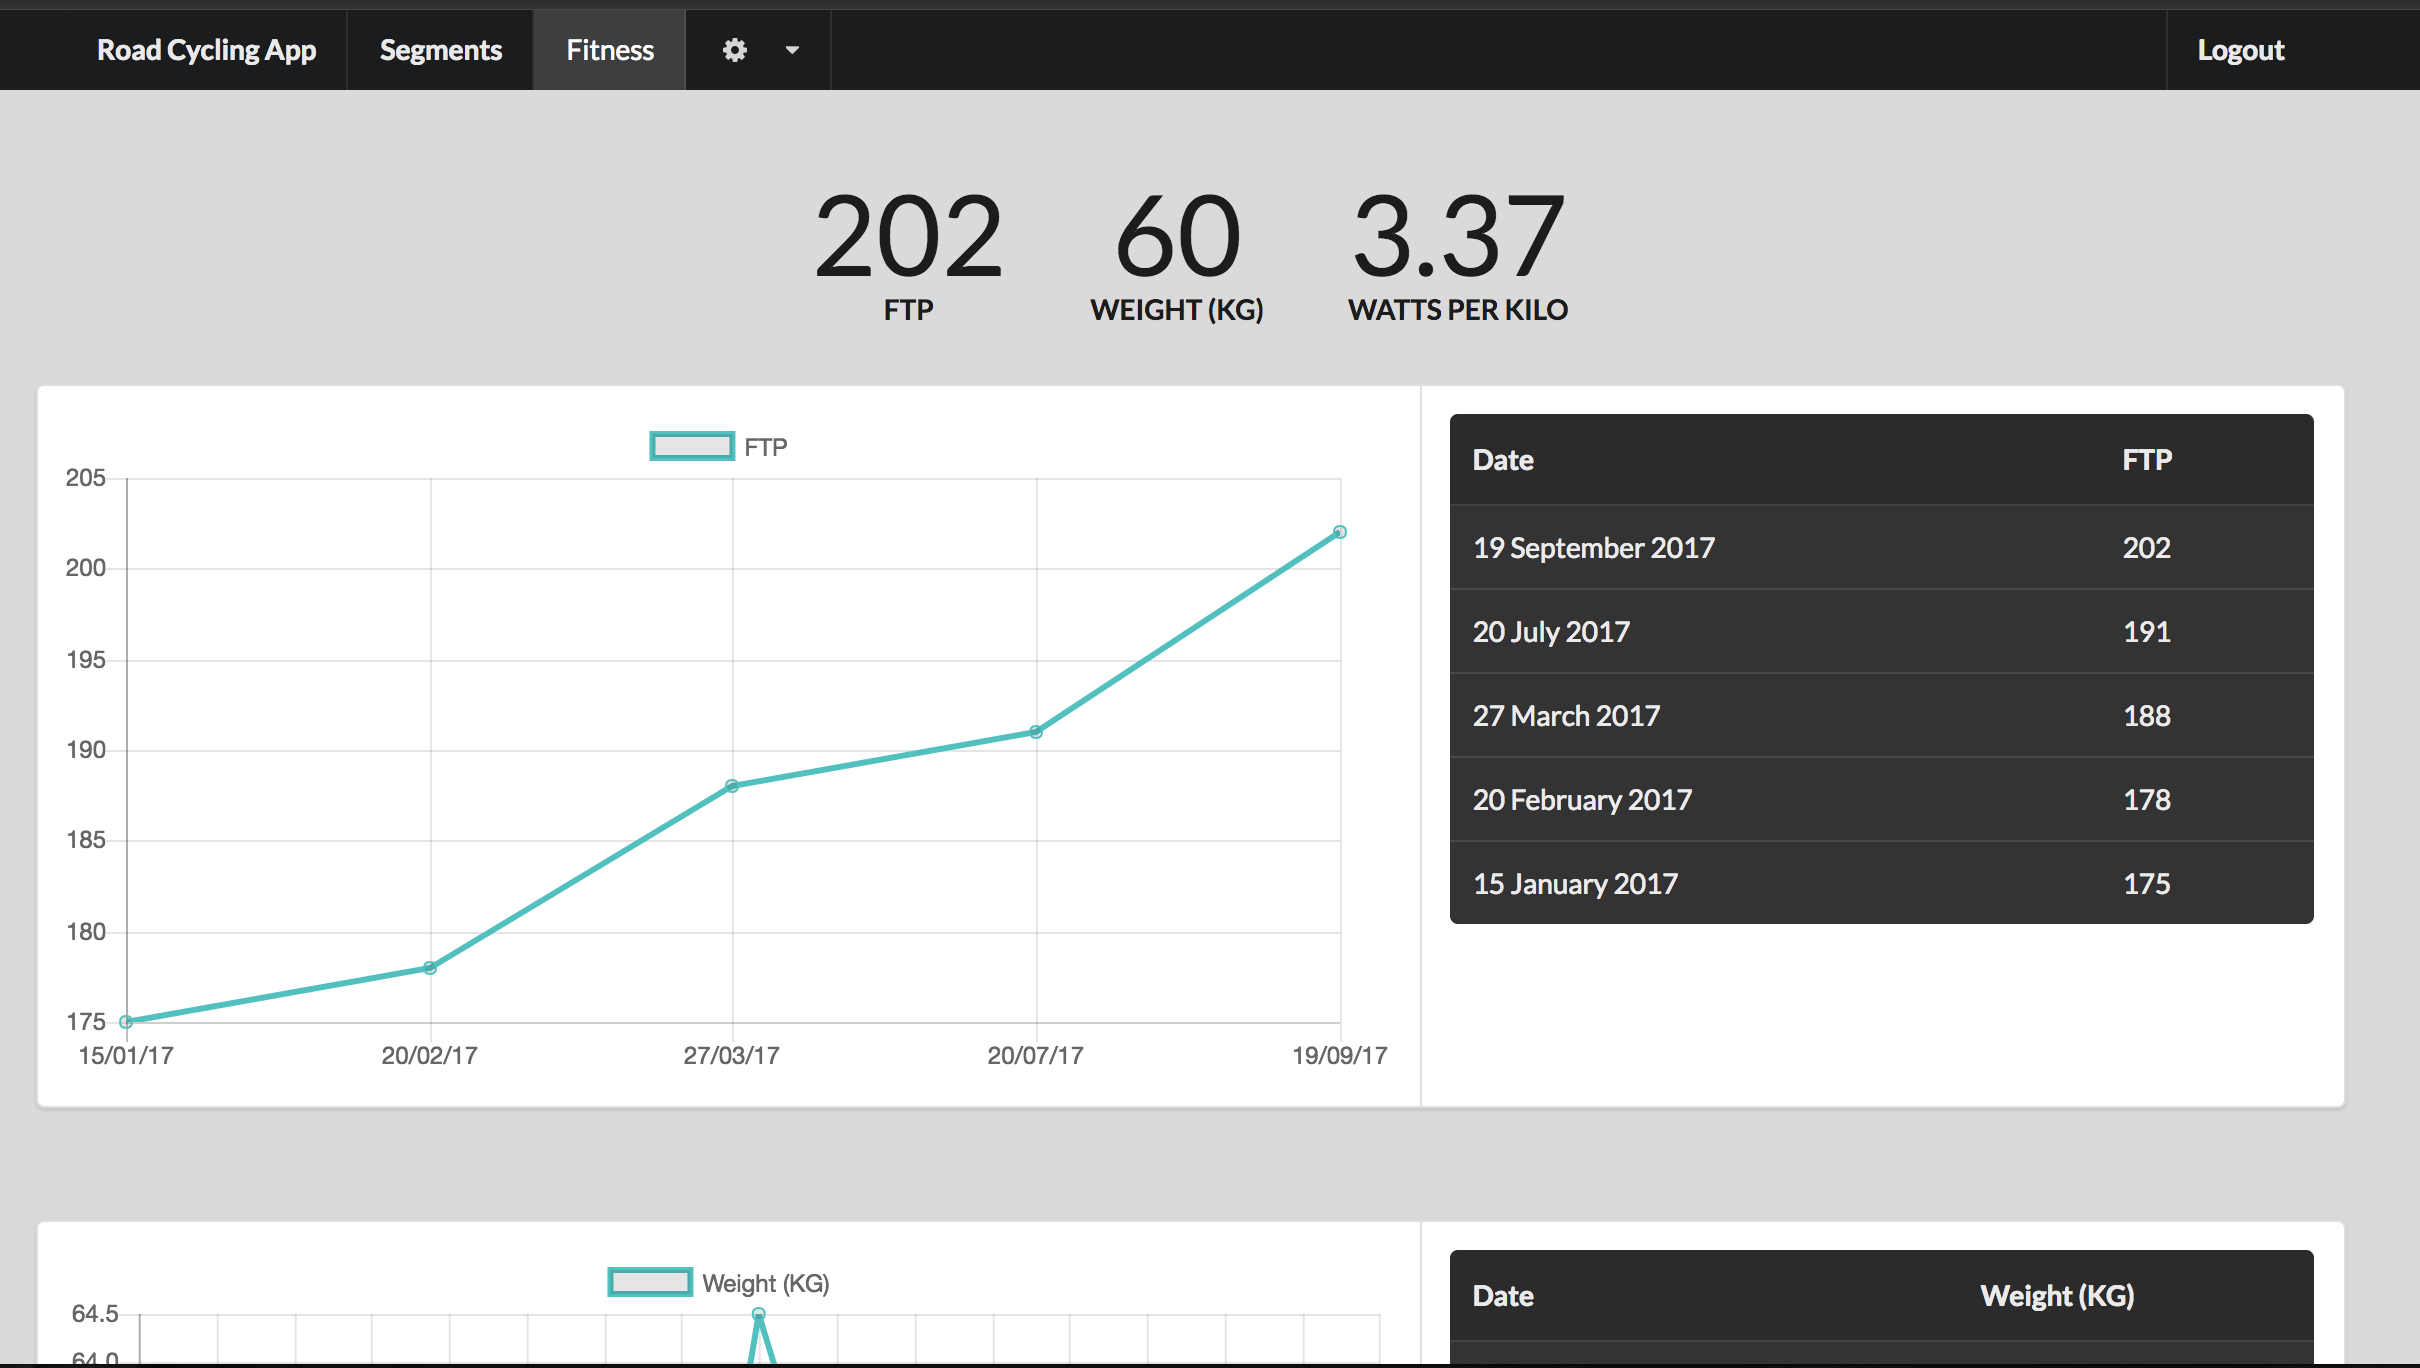 Road Cycling App Segments Fitness Logout
202 60 3.37
FTP WEIGHT (KG) WATTS PER KILO
FTP
205
200
195
190
185
180
175
15/01/17 20/02/17 27/03/17 20/07/17 19/09/17
Date FTP
19 September 2017 202
20 July 2017 191
27 March 2017 188
20 February 2017 178
15 January 2017 175
Weight (KG)
64.5
64.0
Date Weight (KG)